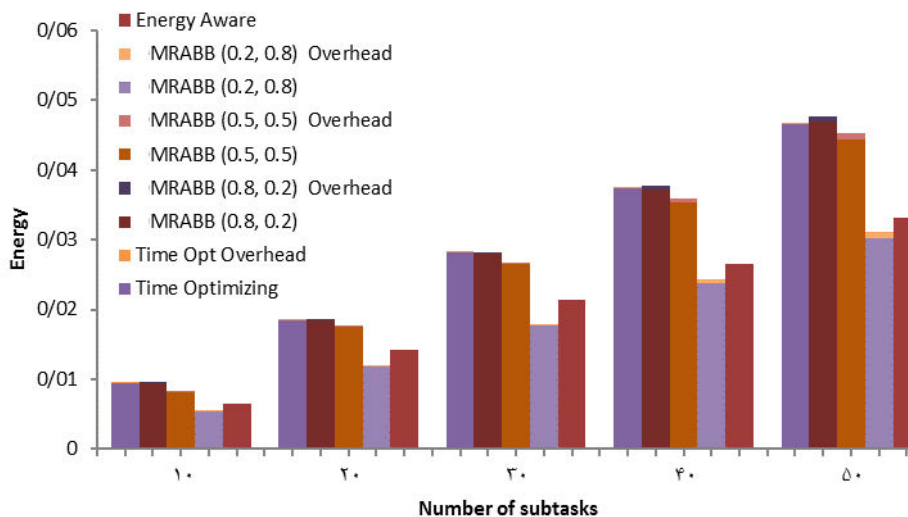 0/06
0/05
0/04
0/03
0/02
0/01
0
Energy
Energy Aware
MRABB (0.2, 0.8) Overhead
MRABB (0.2, 0.8)
MRABB (0.5, 0.5) Overhead
MRABB (0.5, 0.5)
MRABB (0.8, 0.2) Overhead
MRABB (0.8, 0.2)
Time Opt Overhead
Time Optimizing
۱۰ ۲۰ ۳۰ ۴۰ ۵۰
Number of subtasks